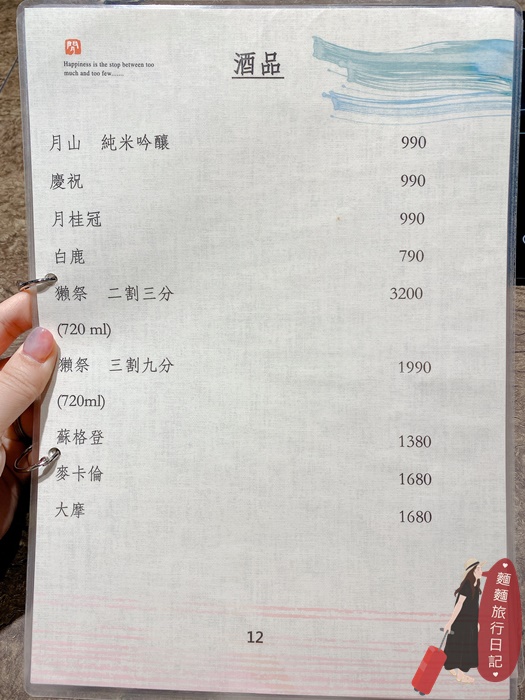 Happiness is the stop between too
much and too few......
酒品
月山 純米吟釀 990
慶祝 990
月桂冠 990
白鹿 790
獺祭 二割三分 3200
(720 ml)
獺祭 三割九分 1990
(720ml)
蘇格登 1380
麥卡倫 1680
大摩 1680
12
麵麵旅行日記